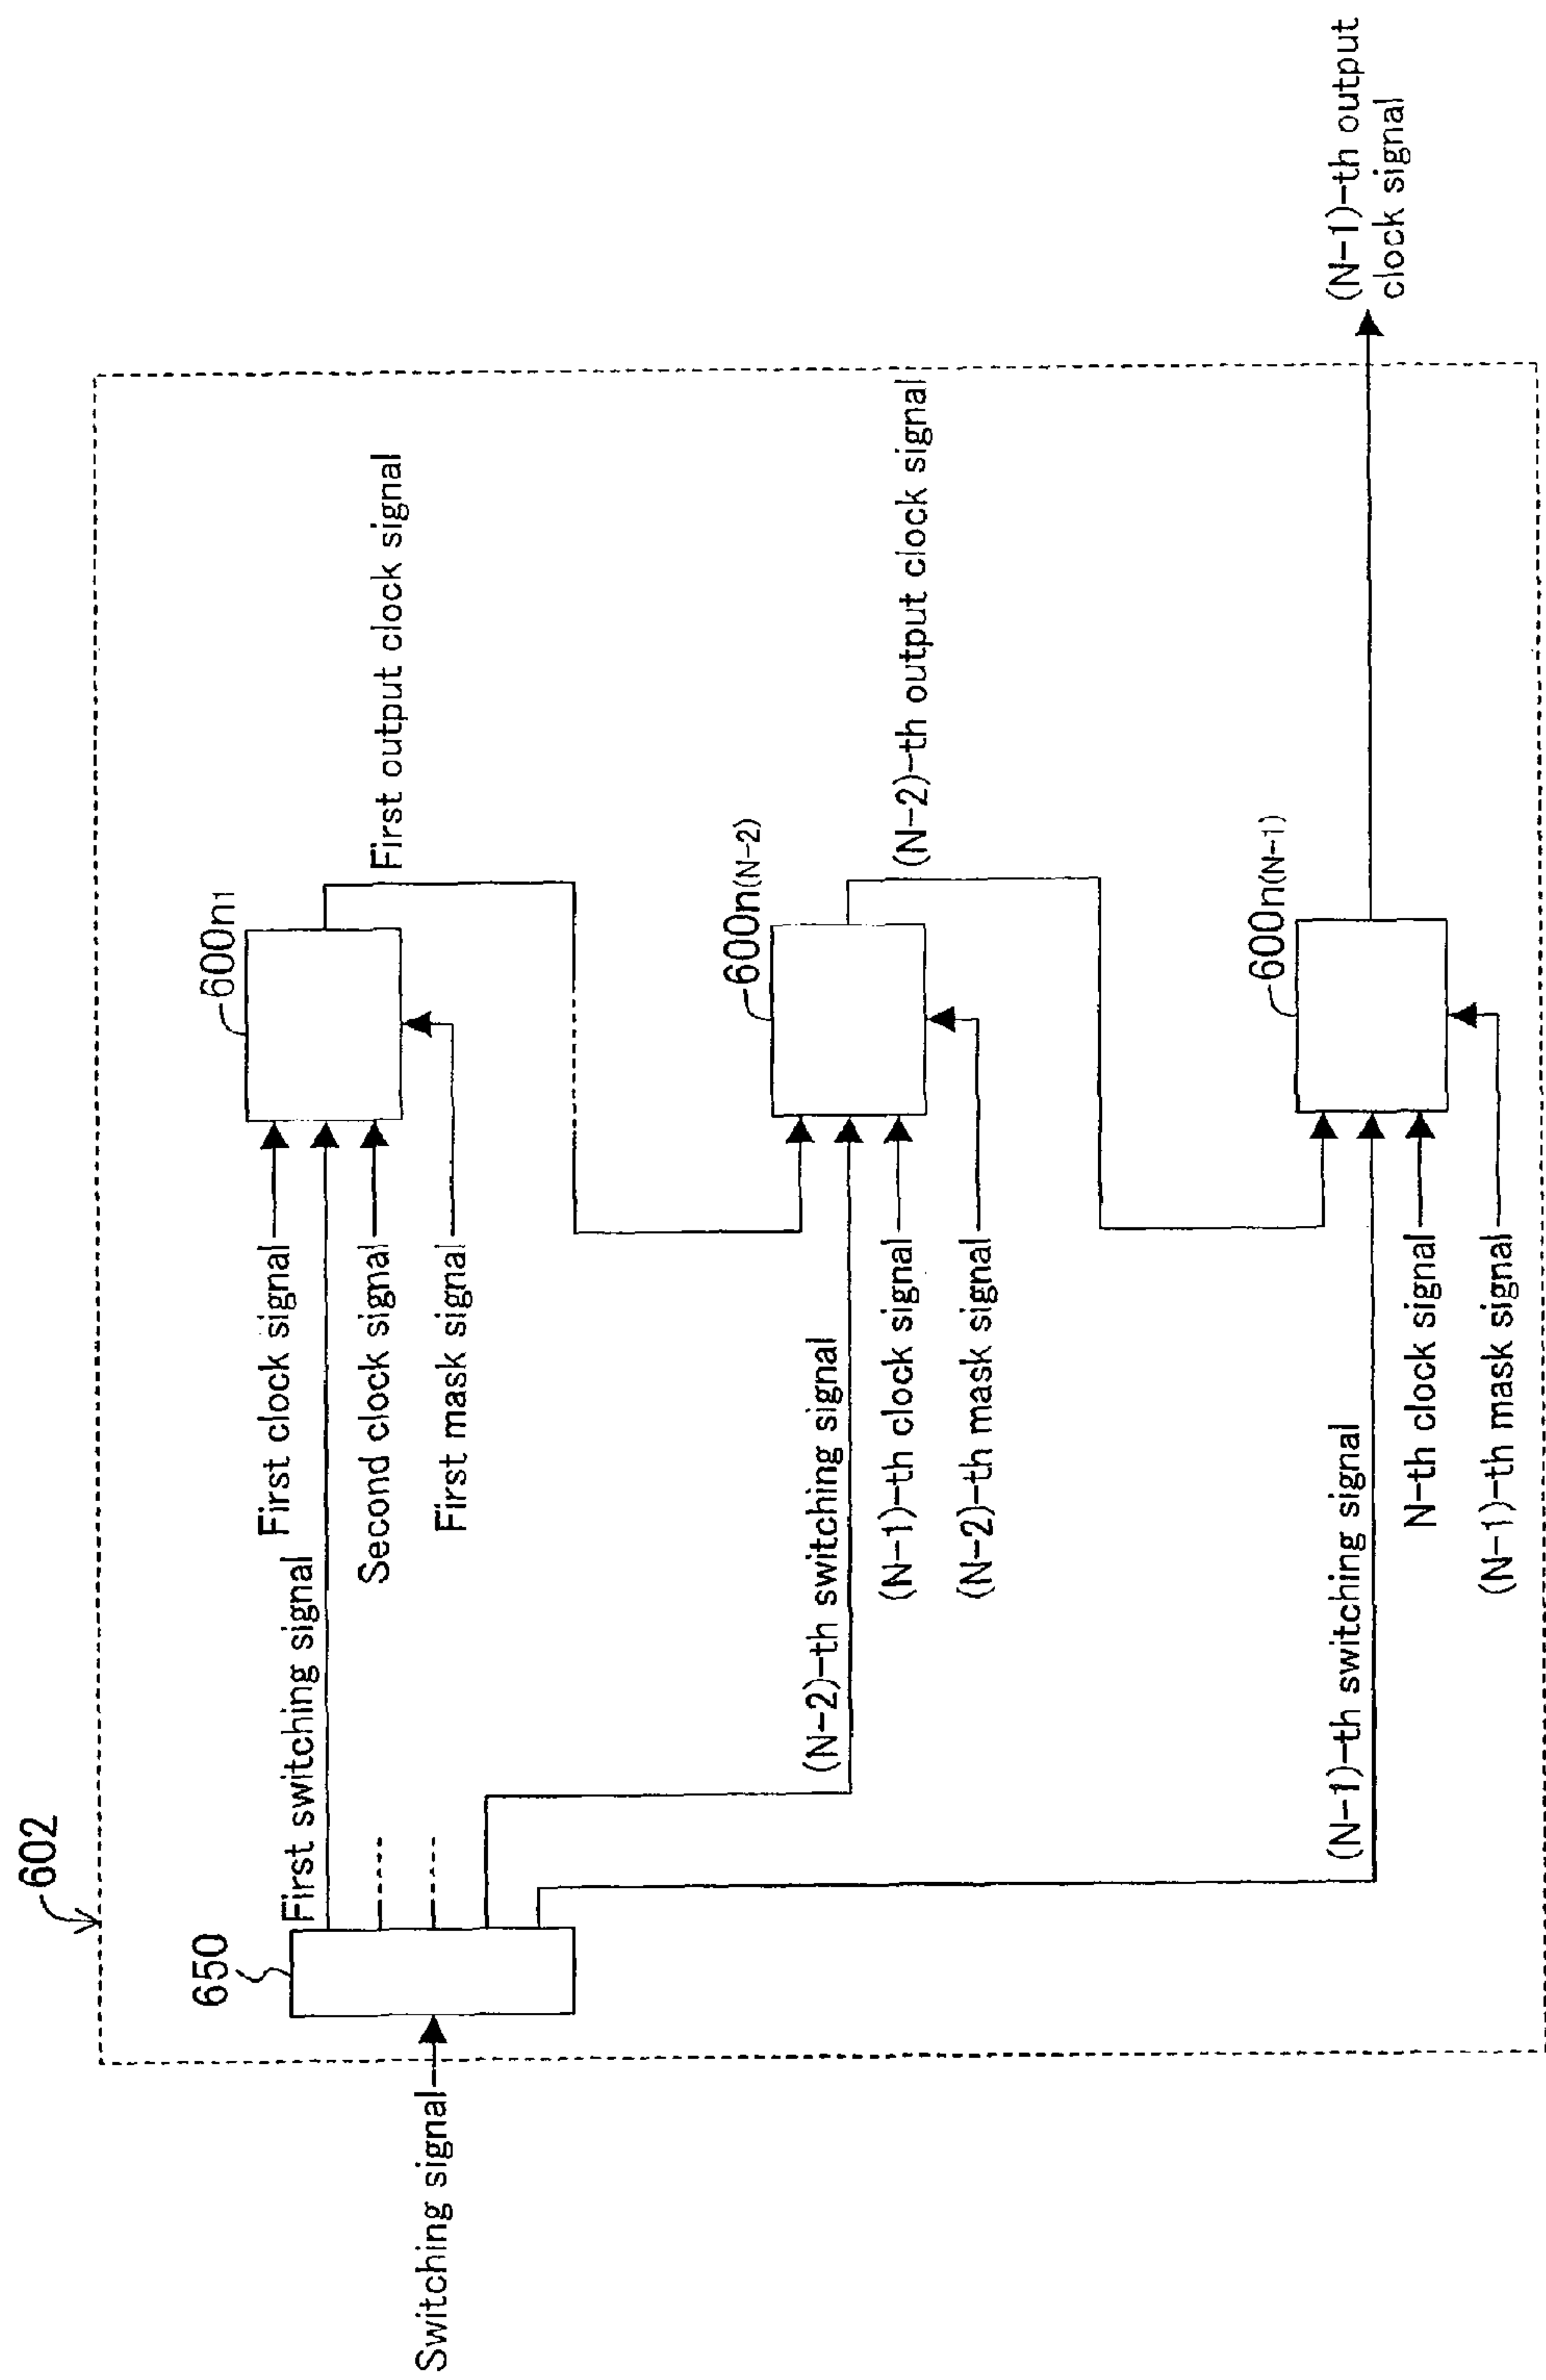 602
650
Switching signal
First switching signal
First clock signal
Second clock signal
First mask signal
600n1
First output clock signal
(N-2)-th switching signal
(N-1)-th clock signal
(N-2)-th mask signal
600n(N-2)
(N-2)-th output clock signal
(N-1)-th switching signal
N-th clock signal
(N-1)-th mask signal
600n(N-1)
(N-1)-th output
clock signal